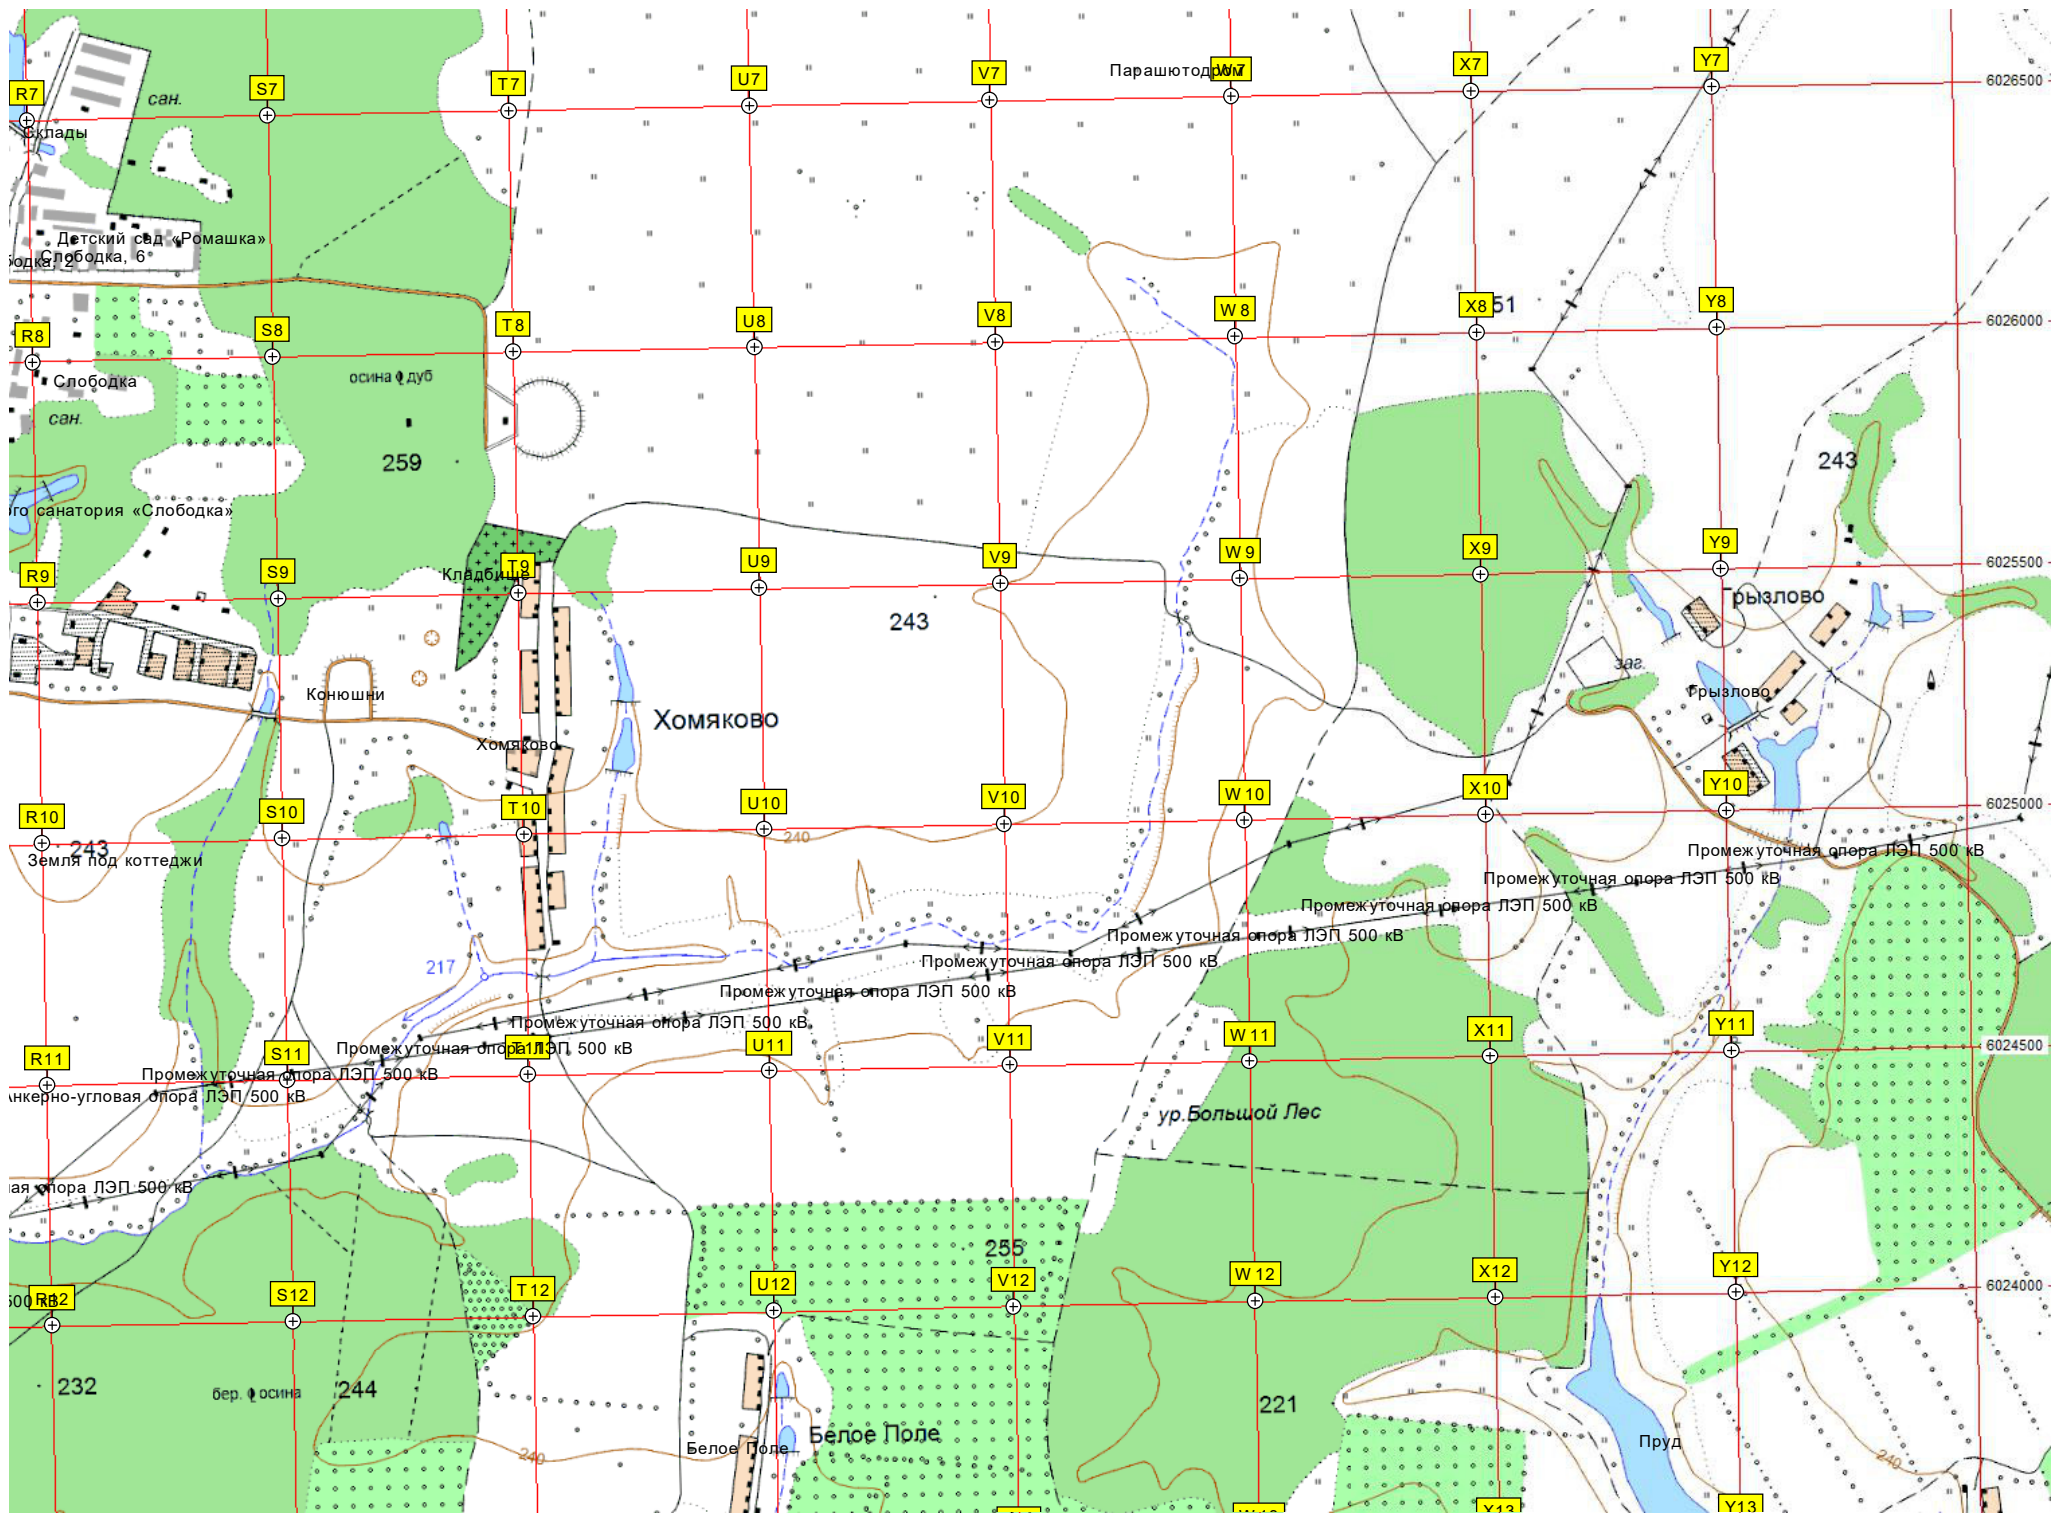 Парашютодром
W7
X7
Y7
6026500
R7
S7
T7
U7
V7
сан.
Склады
Детский сад «Ромашка»
Слободка, 6
R8
S8
T8
U8
V8
W8
X8
51
Y8
6026000
Слободка
осина дуб
сан.
259
243
ого санатория «Слободка»
R9
S9
T9
U9
V9
W9
X9
Y9
6025500
Кладбище
243
Грызлово
заг.
Конюшни
Грызлово
Хомяково
Хомяково
R10
S10
T10
U10
V10
W10
X10
Y10
6025000
240
243
Земля под коттеджи
Промежуточная опора ЛЭП 500 кВ
Промежуточная опора ЛЭП 500 кВ
Промежуточная опора ЛЭП 500 кВ
Промежуточная опора ЛЭП 500 кВ
Промежуточная опора ЛЭП 500 кВ
217
Промежуточная опора ЛЭП 500 кВ
Промежуточная опора ЛЭП 500 кВ
Промежуточная опора ЛЭП 500 кВ
R11
S11
T11
U11
V11
W11
X11
Y11
6024500
Промежуточная опора ЛЭП 500 кВ
Анкерно-угловая опора ЛЭП 500 кВ
ур.Большой Лес
ная опора ЛЭП 500 кВ
255
500 кВ
R12
S12
T12
U12
V12
W12
X12
Y12
6024000
232
бер. осина
244
221
Белое Поле
Белое Поле
Пруд
240
240
X13
Y13